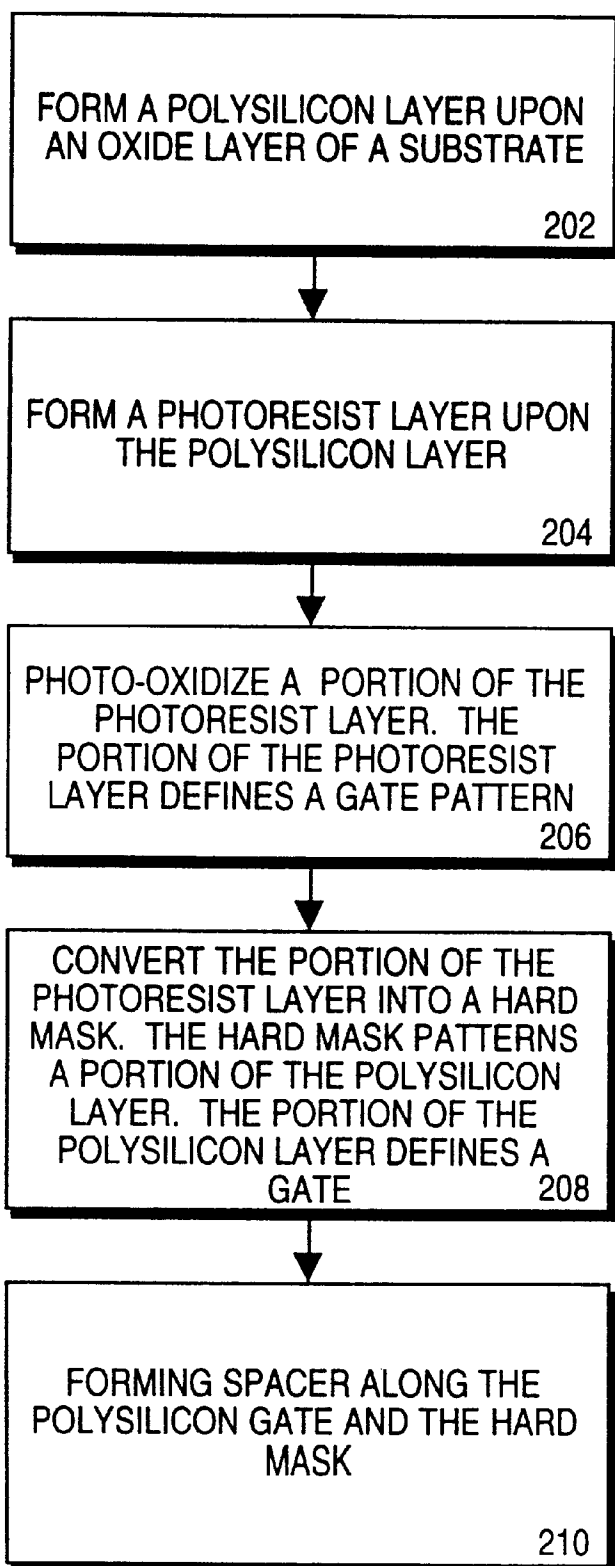 FORM A POLYSILICON LAYER UPON
AN OXIDE LAYER OF A SUBSTRATE
202
FORM A PHOTORESIST LAYER UPON
THE POLYSILICON LAYER
204
PHOTO-OXIDIZE A PORTION OF THE
PHOTORESIST LAYER. THE
PORTION OF THE PHOTORESIST
LAYER DEFINES A GATE PATTERN
206
CONVERT THE PORTION OF THE
PHOTORESIST LAYER INTO A HARD
MASK. THE HARD MASK PATTERNS
A PORTION OF THE POLYSILICON
LAYER. THE PORTION OF THE
POLYSILICON LAYER DEFINES A
GATE 208
FORMING SPACER ALONG THE
POLYSILICON GATE AND THE HARD
MASK
210